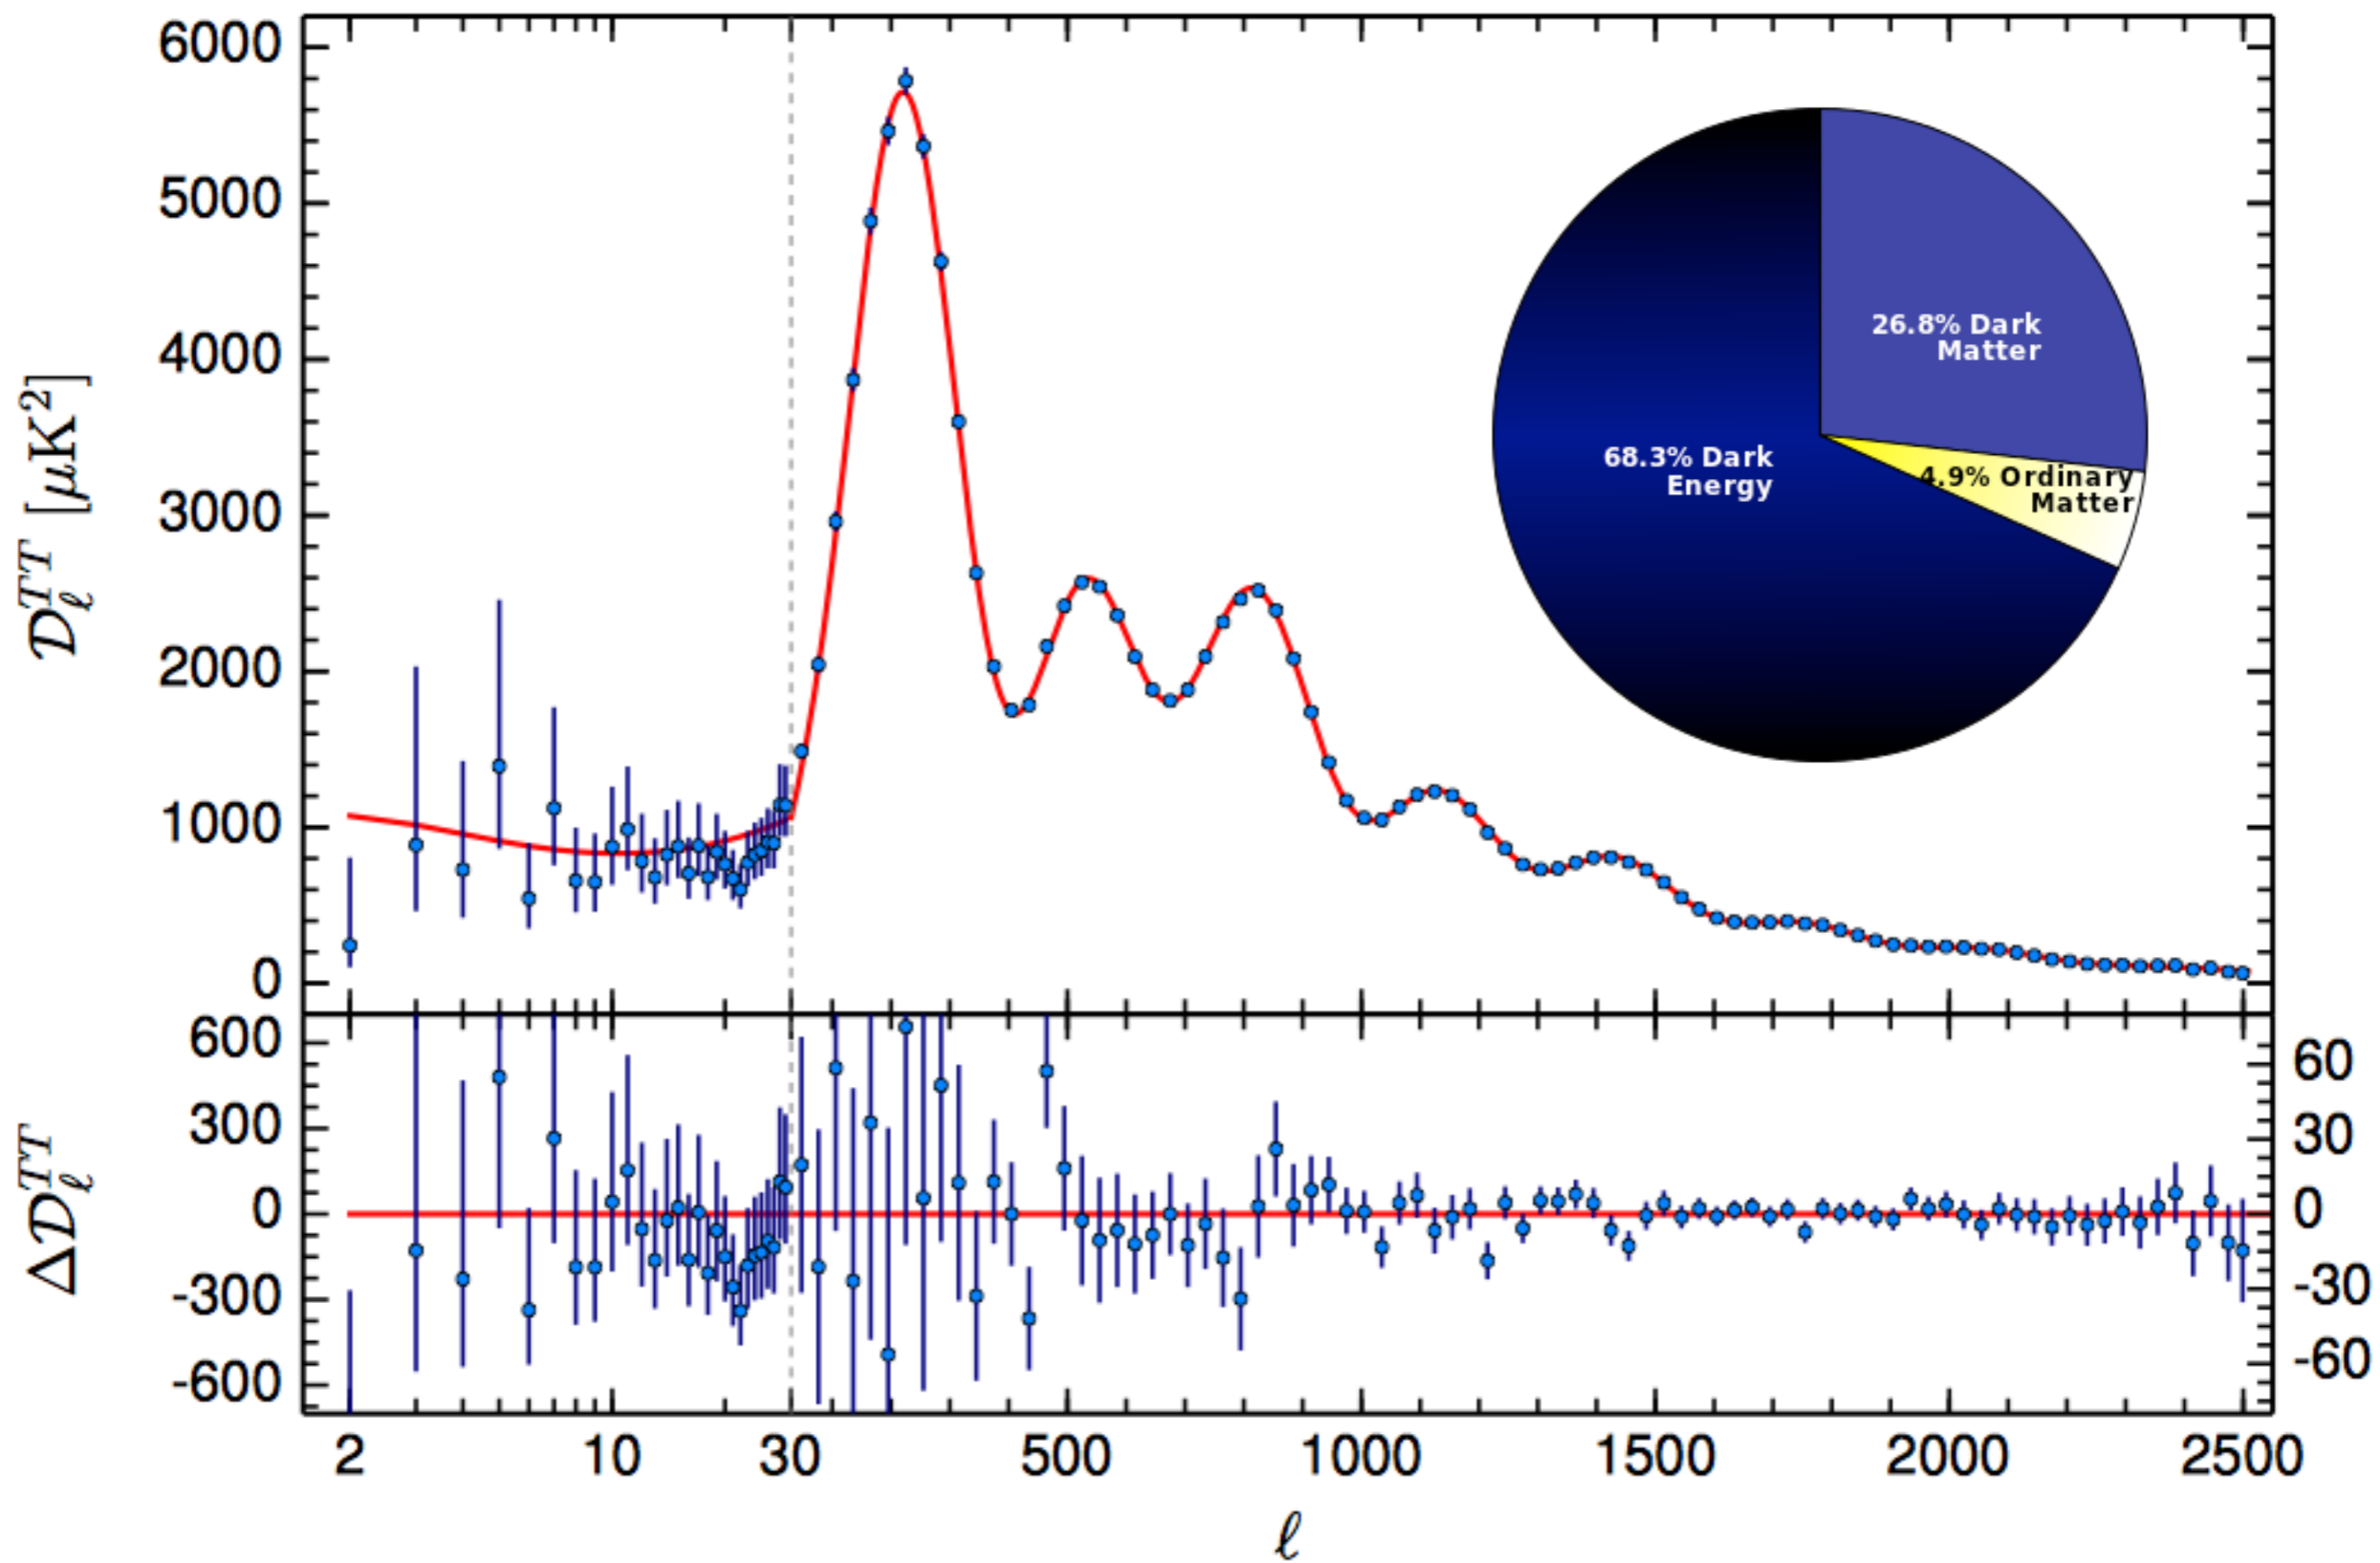 6000
5000
4000
3000
2000
1000
0
𝒟ℓᵀᵀ [μK²]
26.8% Dark
Matter
68.3% Dark
Energy
4.9% Ordinary
Matter
600
300
0
-300
-600
Δ𝒟ℓᵀᵀ
60
30
0
-30
-60
2 10 30 500 1000 1500 2000 2500
ℓ